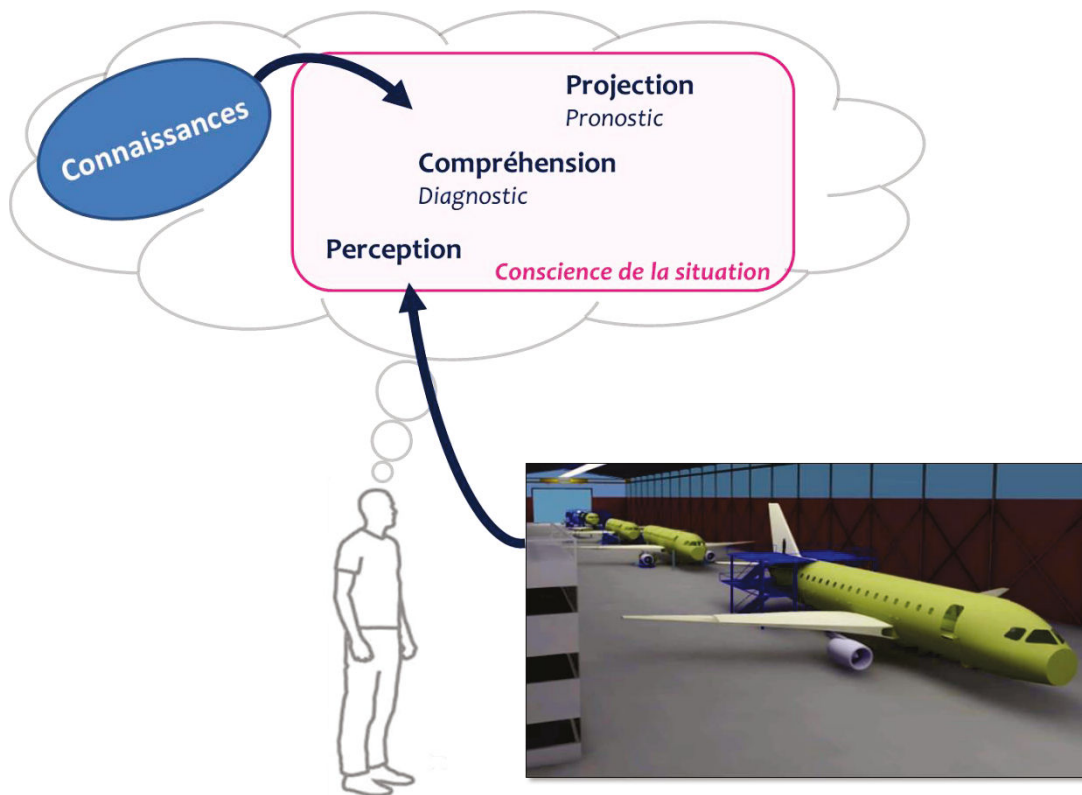 Connaissances
Projection
Pronostic
Compréhension
Diagnostic
Perception
Conscience de la situation